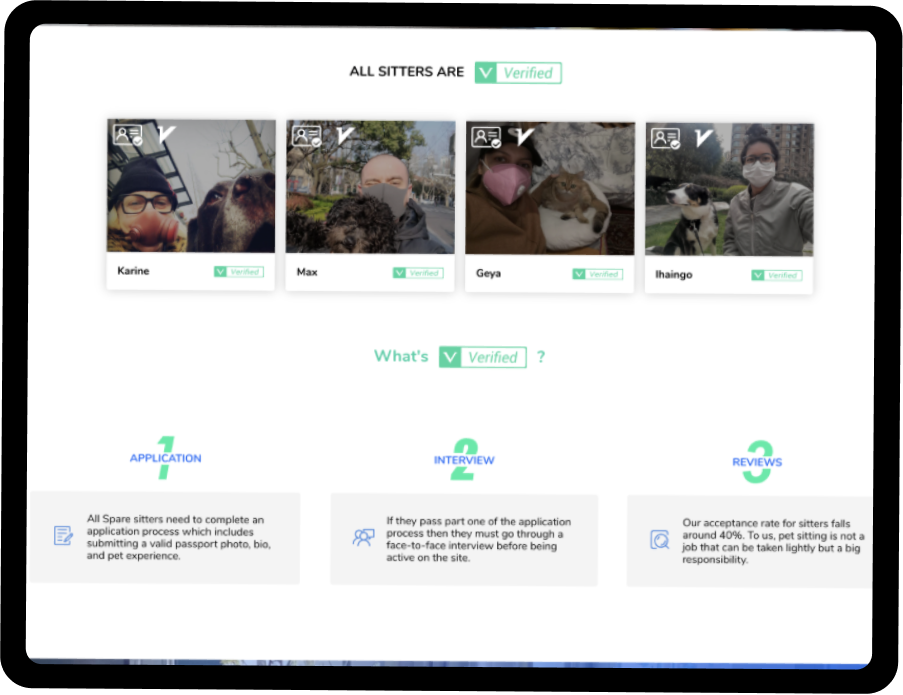 ALL SITTERS ARE V Verified
Karine V Verified
Max V Verified
Geya V Verified
Ihaingo V Verified
What's V Verified ?
1
APPLICATION
All Spare sitters need to complete an
application process which includes
submitting a valid passport photo, bio,
and pet experience.
2
INTERVIEW
If they pass part one of the application
process then they must go through a
face-to-face interview before being
active on the site.
3
REVIEWS
Our acceptance rate for sitters falls
around 40%. To us, pet sitting is not a
job that can be taken lightly but a big
responsibility.